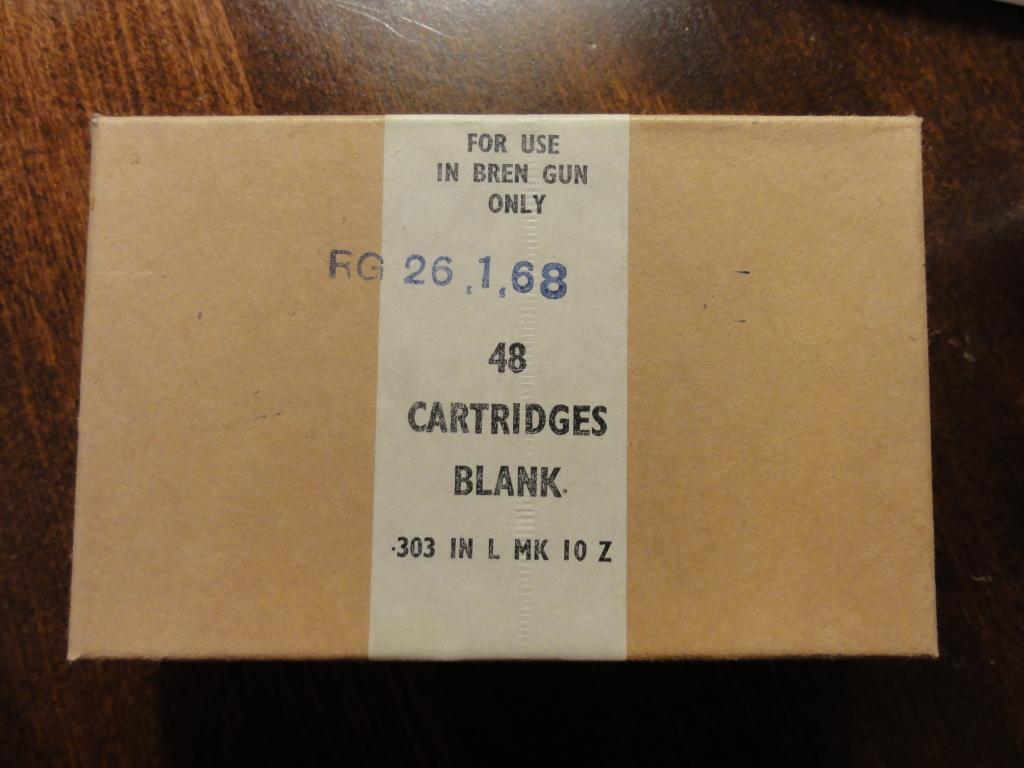 FOR USE
IN BREN GUN
ONLY
RG 26,1,68
48
CARTRIDGES
BLANK.
.303 IN L MK 10 Z